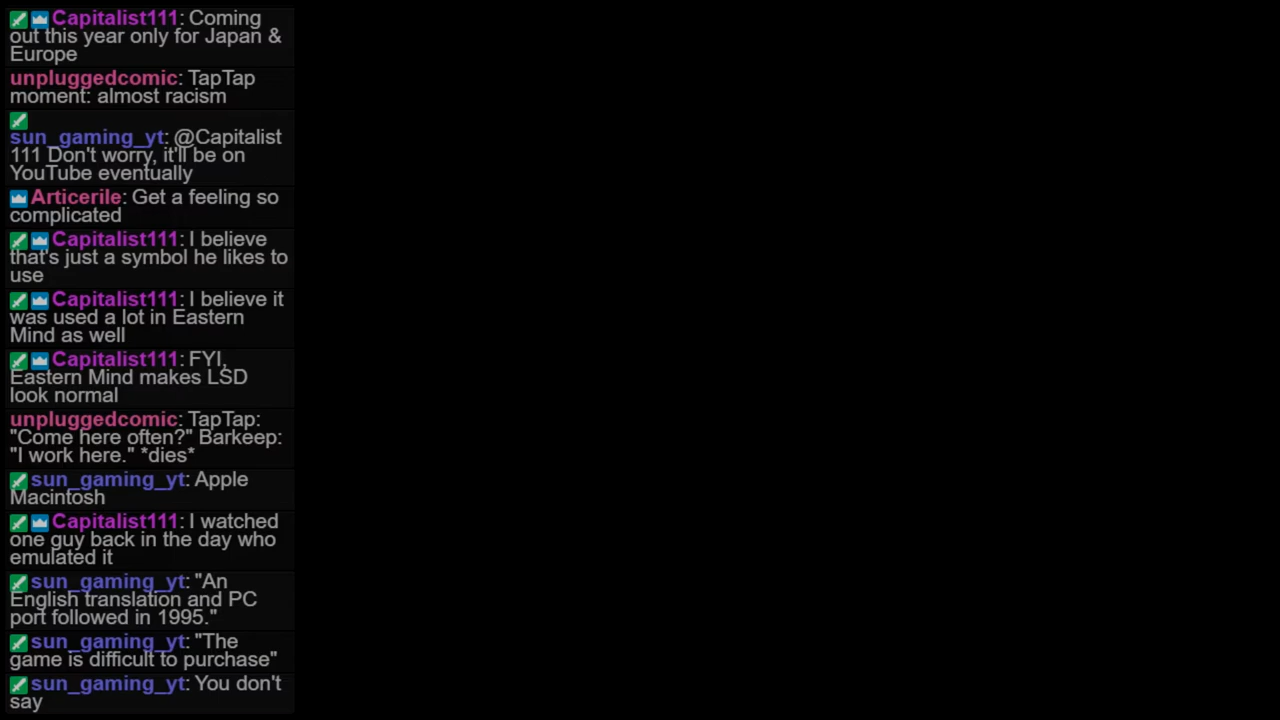 Capitalist111: Coming
out this year only for Japan &
Europe
unpluggedcomic: TapTap
moment: almost racism
sun_gaming_yt: @Capitalist
111 Don't worry, it'll be on
YouTube eventually
Articerile: Get a feeling so
complicated
Capitalist111: I believe
that's just a symbol he likes to
use
Capitalist111: I believe it
was used a lot in Eastern
Mind as well
Capitalist111: FYI,
Eastern Mind makes LSD
look normal
unpluggedcomic: TapTap:
"Come here often?" Barkeep:
"I work here." *dies*
sun_gaming_yt: Apple
Macintosh
Capitalist111: I watched
one guy back in the day who
emulated it
sun_gaming_yt: "An
English translation and PC
port followed in 1995."
sun_gaming_yt: "The
game is difficult to purchase"
sun_gaming_yt: You don't
say